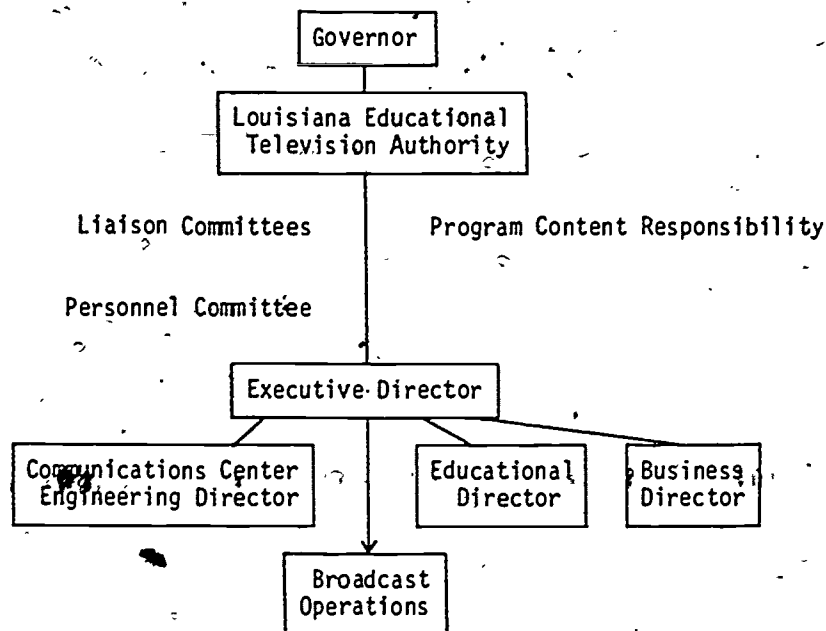 Governor
Louisiana Educational
Television Authority
Liaison Committees
Program Content Responsibility
Personnel Committee
Executive Director
Communications Center
Engineering Director
Educational
Director
Business
Director
Broadcast
Operations